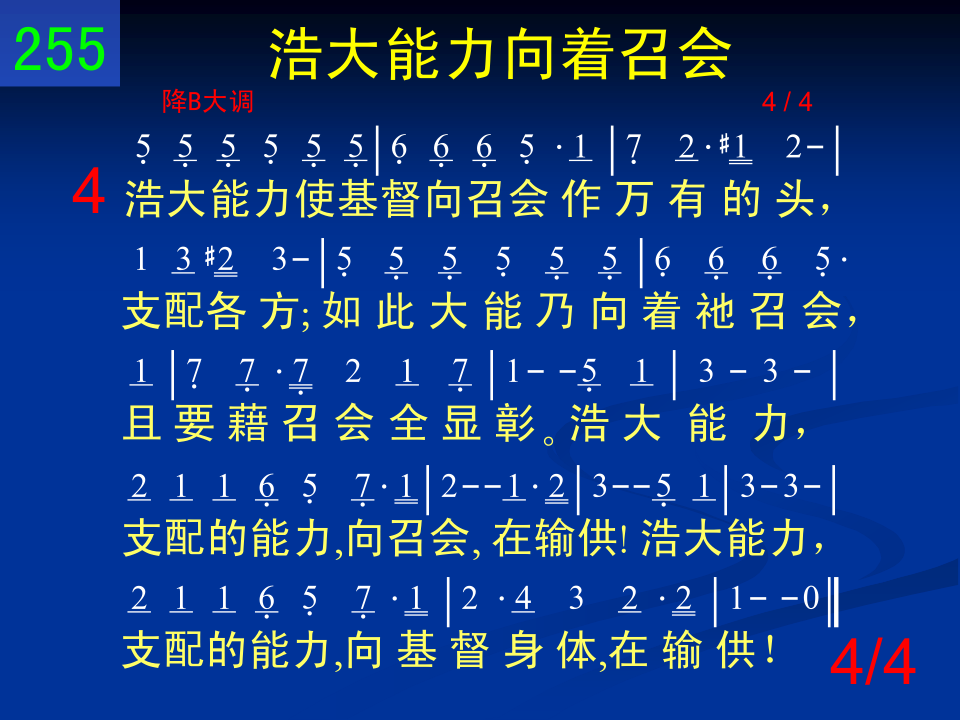 255
浩大能力向着召会
降B大调 4 / 4
5 5 5 5 5 5|6 6 6 5 · 1|7 2 · #1 2-|
4
浩大能力使基督向召会 作 万 有 的 头，
1 3 #2 3-|5 5 5 5 5 5|6 6 6 5 ·
支配各 方; 如 此 大 能 乃 向 着 祂 召 会，
1|7 7 · 7 2 1 7|1- -5 1|3 - 3 -|
且 要 藉 召 会 全 显 彰。浩 大 能 力，
2 1 1 6 5 7 · 1|2--1 · 2|3--5 1|3-3-|
支配的能力,向召会, 在输供! 浩大能力，
2 1 1 6 5 7 · 1|2 · 4 3 2 · 2|1- -0‖
支配的能力,向 基 督 身 体,在 输 供！
4/4